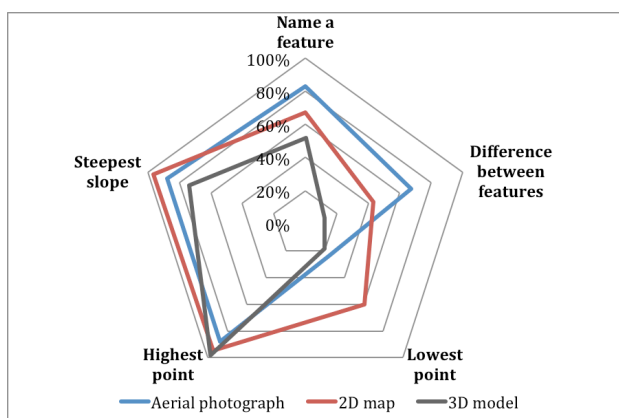 Name a
feature
100%
80%
60%
40%
20%
0%
Steepest
slope
Difference
between
features
Highest
point
Lowest
point
Aerial photograph
2D map
3D model